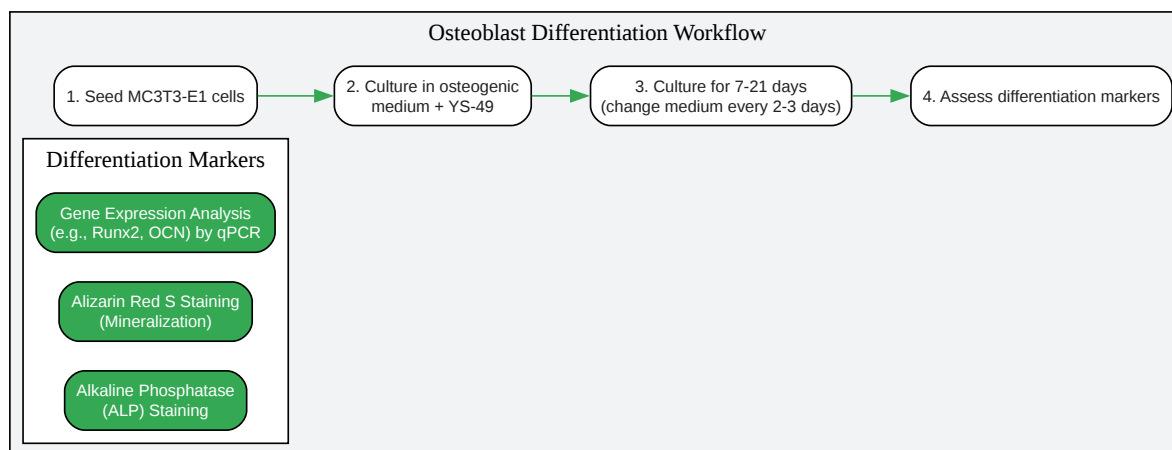 Osteoblast Differentiation Workflow
1. Seed MC3T3-E1 cells
2. Culture in osteogenic
medium + YS-49
3. Culture for 7-21 days
(change medium every 2-3 days)
4. Assess differentiation markers
Differentiation Markers
Gene Expression Analysis
(e.g., Runx2, OCN) by qPCR
Alizarin Red S Staining
(Mineralization)
Alkaline Phosphatase
(ALP) Staining